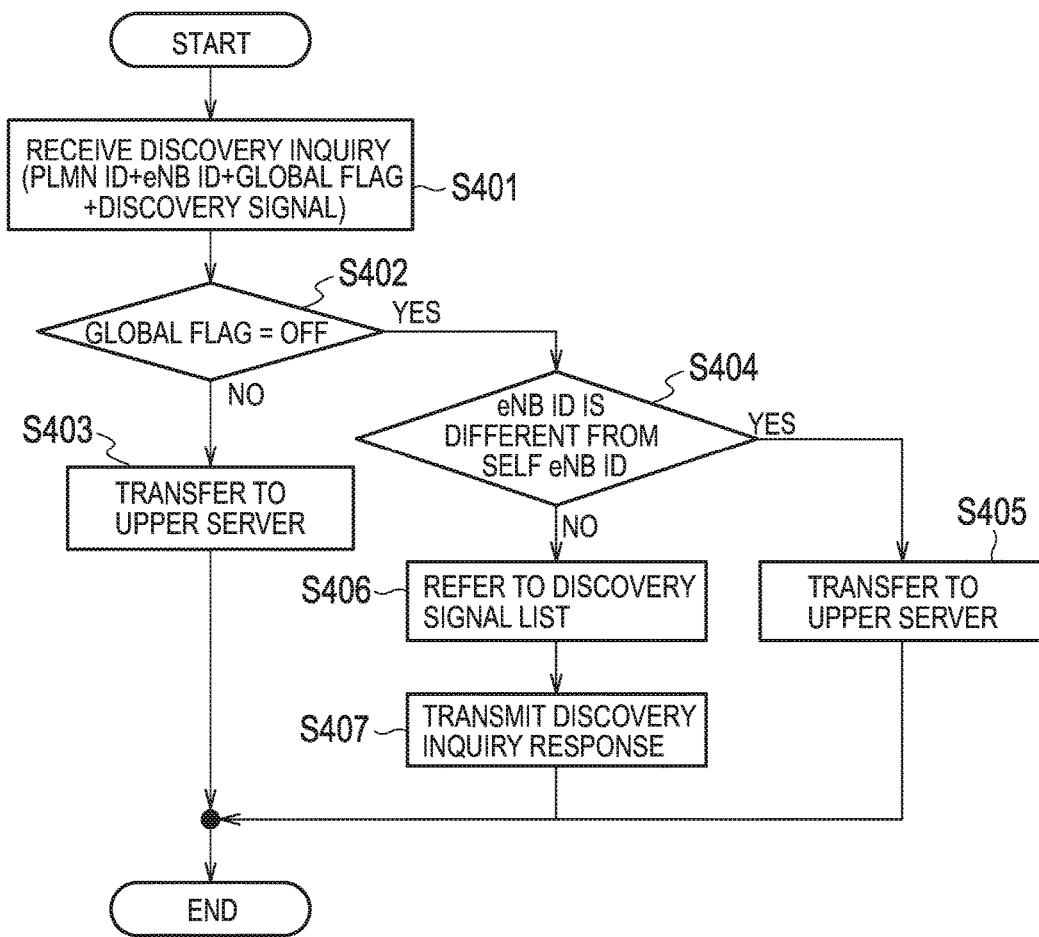 START
RECEIVE DISCOVERY INQUIRY
(PLMN ID+eNB ID+GLOBAL FLAG
+DISCOVERY SIGNAL)
S401
S402
GLOBAL FLAG = OFF
YES
NO
S403
TRANSFER TO
UPPER SERVER
S404
eNB ID IS
DIFFERENT FROM
SELF eNB ID
YES
NO
S405
TRANSFER TO
UPPER SERVER
S406
REFER TO DISCOVERY
SIGNAL LIST
S407
TRANSMIT DISCOVERY
INQUIRY RESPONSE
END